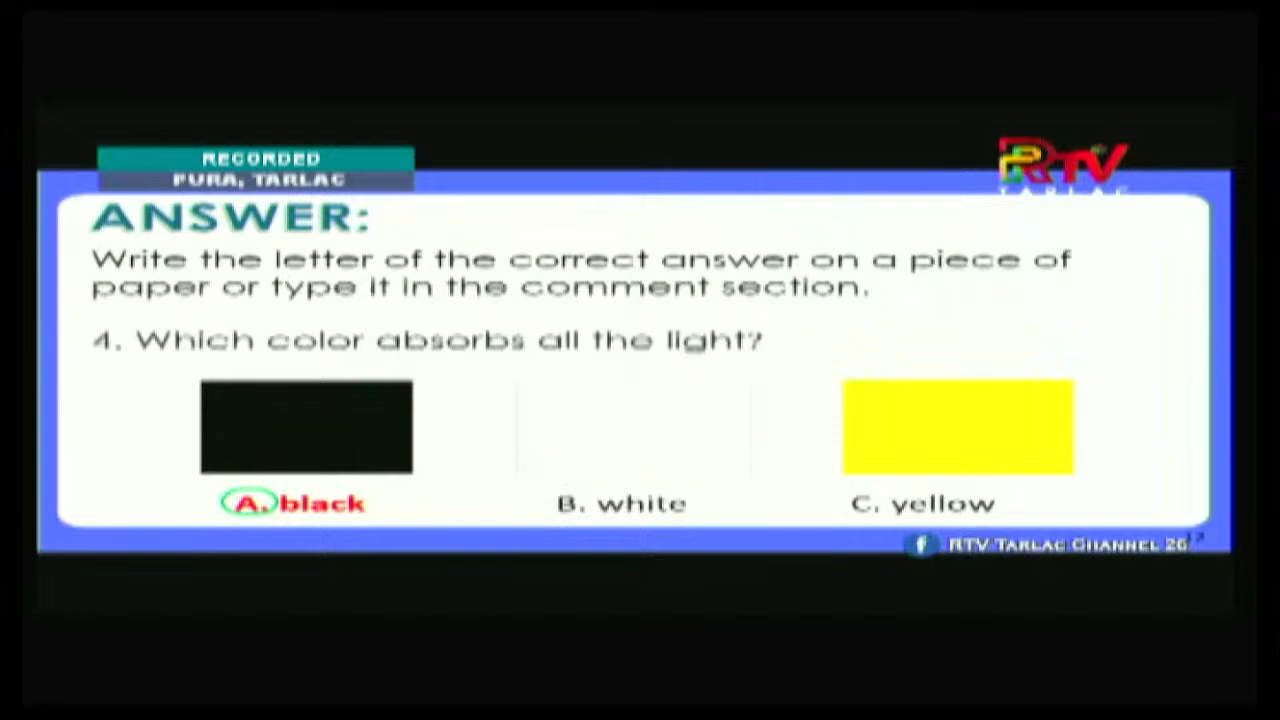 RECORDED
PURA, TARLAC
RTV
TARLAC
ANSWER:
Write the letter of the correct answer on a piece of
paper or type it in the comment section.
4. Which color absorbs all the light?
A. black
B. white
C. yellow
f RTV TARLAC CHANNEL 26